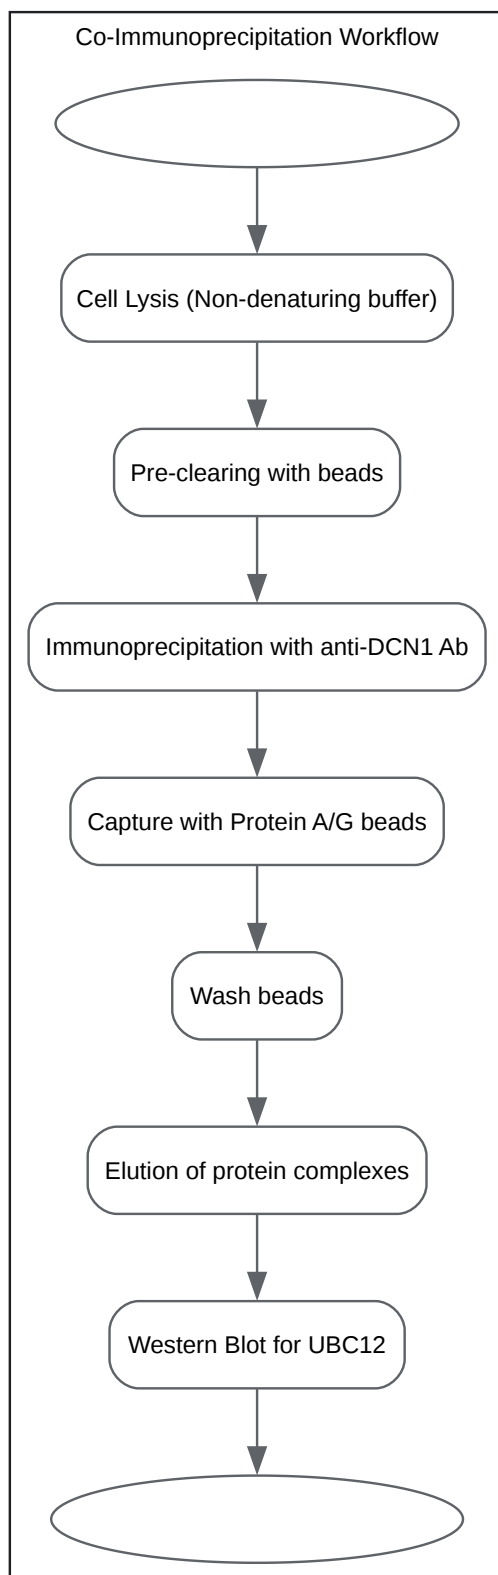 Co-Immunoprecipitation Workflow
Cell Lysis (Non-denaturing buffer)
Pre-clearing with beads
Immunoprecipitation with anti-DCN1 Ab
Capture with Protein A/G beads
Wash beads
Elution of protein complexes
Western Blot for UBC12